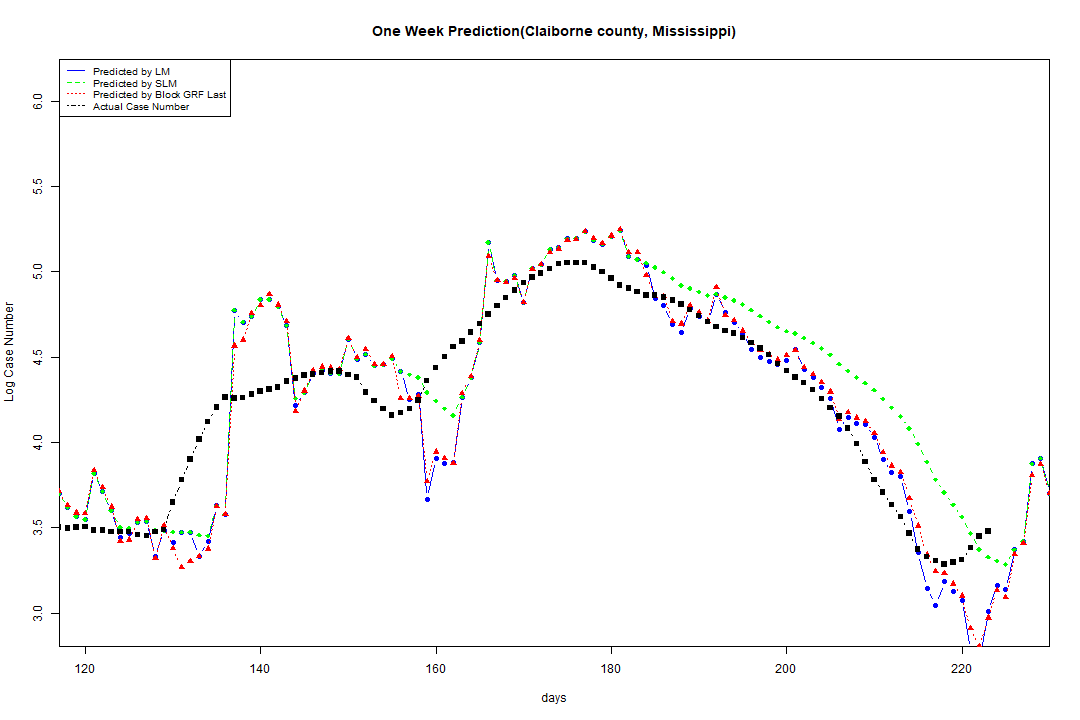 One Week Prediction(Claiborne county, Mississippi)
Predicted by LM
Predicted by SLM
Predicted by Block GRF Last
Actual Case Number
Log Case Number
6.0
5.5
5.0
4.5
4.0
3.5
3.0
120 140 160 180 200 220
days